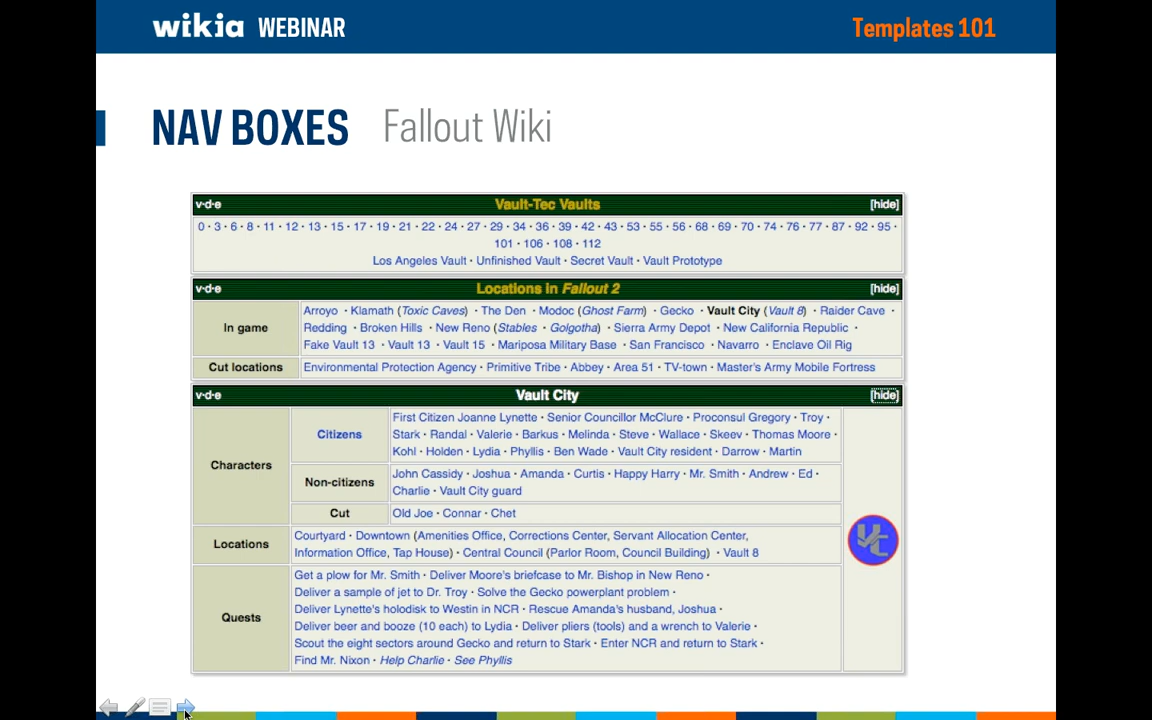 wikia WEBINAR
Templates 101
NAV BOXES Fallout Wiki
v·d·e Vault-Tec Vaults [hide]
0 · 3 · 6 · 8 · 11 · 12 · 13 · 15 · 17 · 19 · 21 · 22 · 24 · 27 · 29 · 34 · 36 · 39 · 42 · 43 · 53 · 55 · 56 · 68 · 69 · 70 · 74 · 76 · 77 · 87 · 92 · 95 ·
101 · 106 · 108 · 112
Los Angeles Vault · Unfinished Vault · Secret Vault · Vault Prototype
v·d·e Locations in Fallout 2 [hide]
In game
Arroyo · Klamath (Toxic Caves) · The Den · Modoc (Ghost Farm) · Gecko · Vault City (Vault 8) · Raider Cave ·
Redding · Broken Hills · New Reno (Stables · Golgotha) · Sierra Army Depot · New California Republic ·
Fake Vault 13 · Vault 13 · Vault 15 · Mariposa Military Base · San Francisco · Navarro · Enclave Oil Rig
Cut locations
Environmental Protection Agency · Primitive Tribe · Abbey · Area 51 · TV-town · Master's Army Mobile Fortress
v·d·e Vault City [hide]
Characters
Citizens
First Citizen Joanne Lynette · Senior Councillor McClure · Proconsul Gregory · Troy ·
Stark · Randal · Valerie · Barkus · Melinda · Steve · Wallace · Skeev · Thomas Moore ·
Kohl · Holden · Lydia · Phyllis · Ben Wade · Vault City resident · Darrow · Martin
Non-citizens
John Cassidy · Joshua · Amanda · Curtis · Happy Harry · Mr. Smith · Andrew · Ed ·
Charlie · Vault City guard
Cut
Old Joe · Connar · Chet
Locations
Courtyard · Downtown (Amenities Office, Corrections Center, Servant Allocation Center,
Information Office, Tap House) · Central Council (Parlor Room, Council Building) · Vault 8
VC
Quests
Get a plow for Mr. Smith · Deliver Moore's briefcase to Mr. Bishop in New Reno ·
Deliver a sample of jet to Dr. Troy · Solve the Gecko powerplant problem ·
Deliver Lynette's holodisk to Westin in NCR · Rescue Amanda's husband, Joshua ·
Deliver beer and booze (10 each) to Lydia · Deliver pliers (tools) and a wrench to Valerie ·
Scout the eight sectors around Gecko and return to Stark · Enter NCR and return to Stark ·
Find Mr. Nixon · Help Charlie · See Phyllis